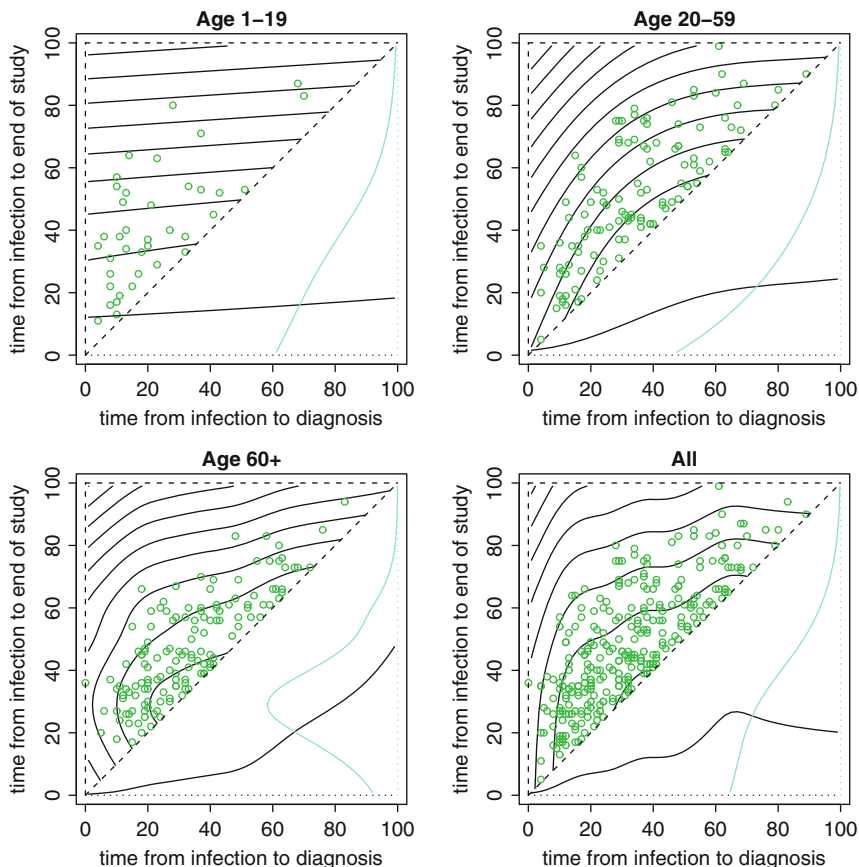 Age 1–19
time from infection to end of study
0 20 40 60 80 100
0 20 40 60 80 100
time from infection to diagnosis
Age 20–59
time from infection to end of study
0 20 40 60 80 100
0 20 40 60 80 100
time from infection to diagnosis
Age 60+
time from infection to end of study
0 20 40 60 80 100
0 20 40 60 80 100
time from infection to diagnosis
All
time from infection to end of study
0 20 40 60 80 100
0 20 40 60 80 100
time from infection to diagnosis